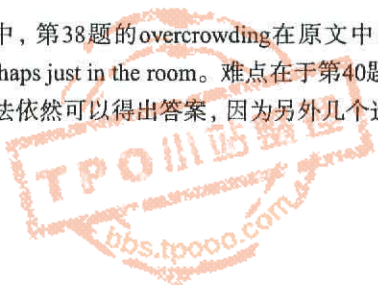 中，第38题的overcrowding在原文中
haps just in the room。难点在于第40题
法依然可以得出答案，因为另外几个这
TPO小站
bbs.tpooo.com